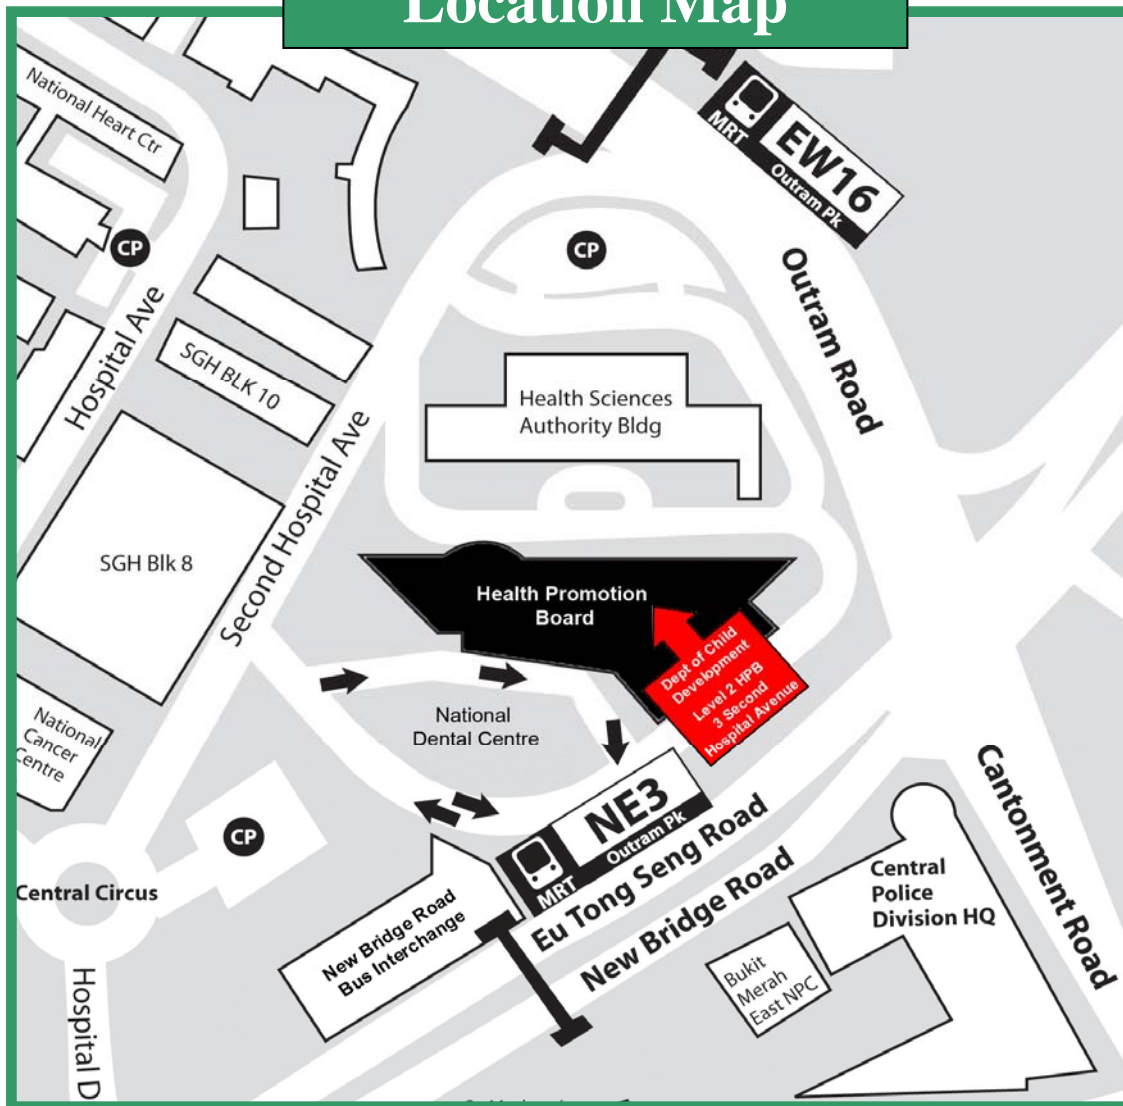 Location Map
National Heart Ctr
MRT
EW16
Outram Pk
CP
CP
Hospital Ave
Outram Road
SGH BLK 10
Health Sciences
Authority Bldg
Second Hospital Ave
SGH Blk 8
Health Promotion
Board
Dept of Child
Development
Level 2 HPB
3 Second
Hospital Avenue
National
Dental Centre
National
Cancer
Centre
NE3
MRT
Outram Pk
Eu Tong Seng Road
New Bridge Road
Cantonment Road
CP
Central Circus
New Bridge Road
Bus Interchange
Central
Police
Division HQ
Bukit
Merah
East NPC
Hospital D